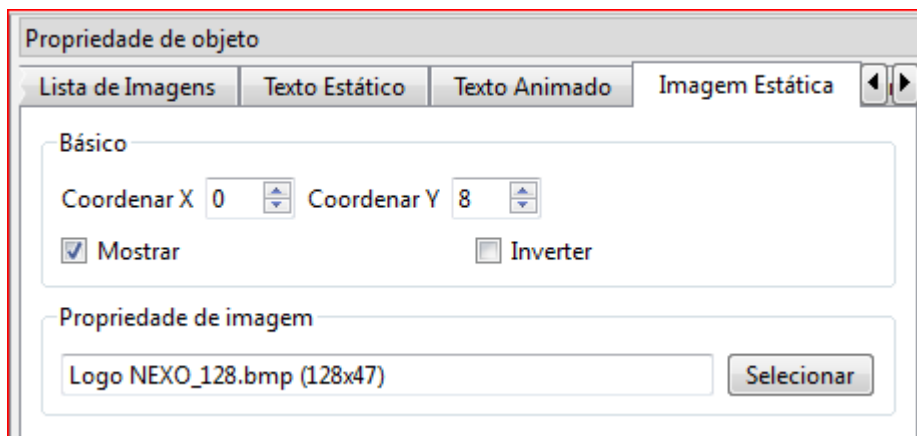 Propriedade de objeto
Lista de Imagens Texto Estático Texto Animado Imagem Estática
Básico
Coordenar X 0 Coordenar Y 8
Mostrar Inverter
Propriedade de imagem
Logo NEXO_128.bmp (128x47) Selecionar